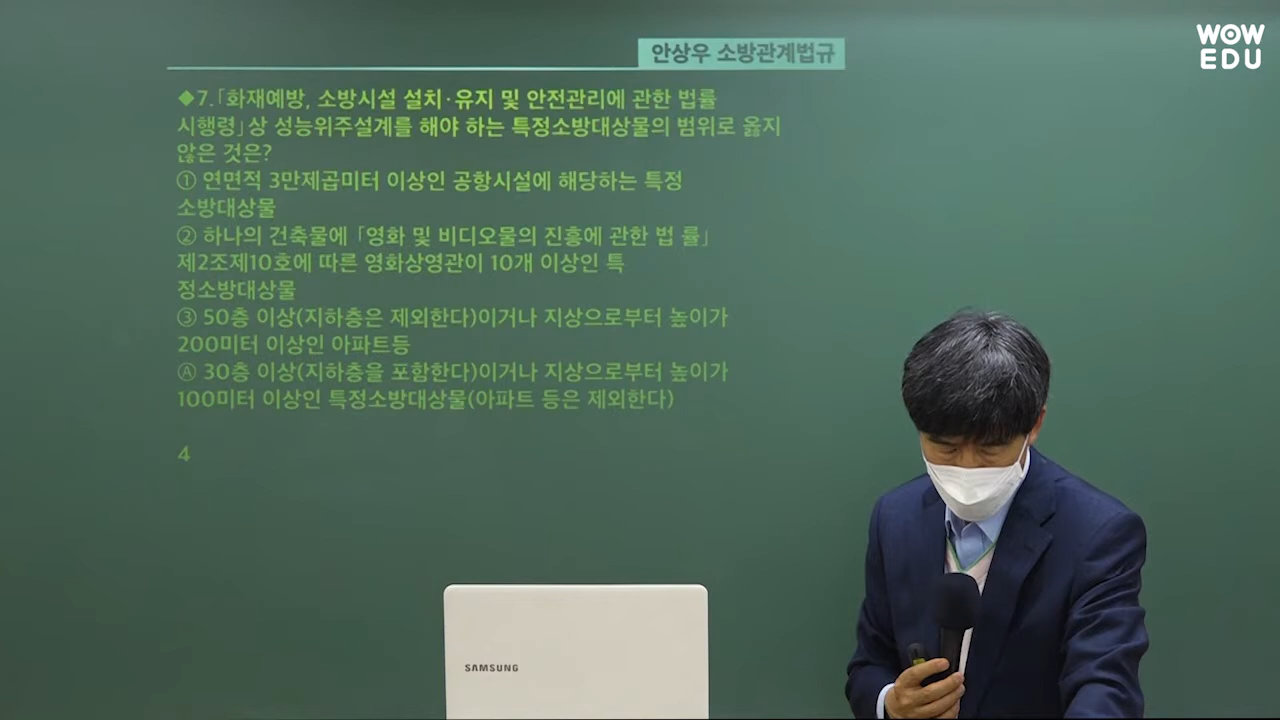 WOW
EDU
안상우 소방관계법규
◆7.「화재예방, 소방시설 설치·유지 및 안전관리에 관한 법률
시행령」상 성능위주설계를 해야 하는 특정소방대상물의 범위로 옳지
않은 것은?
① 연면적 3만제곱미터 이상인 공항시설에 해당하는 특정
소방대상물
② 하나의 건축물에 「영화 및 비디오물의 진흥에 관한 법 률」
제2조제10호에 따른 영화상영관이 10개 이상인 특
정소방대상물
③ 50층 이상(지하층은 제외한다)이거나 지상으로부터 높이가
200미터 이상인 아파트등
Ⓐ 30층 이상(지하층을 포함한다)이거나 지상으로부터 높이가
100미터 이상인 특정소방대상물(아파트 등은 제외한다)
4
SAMSUNG